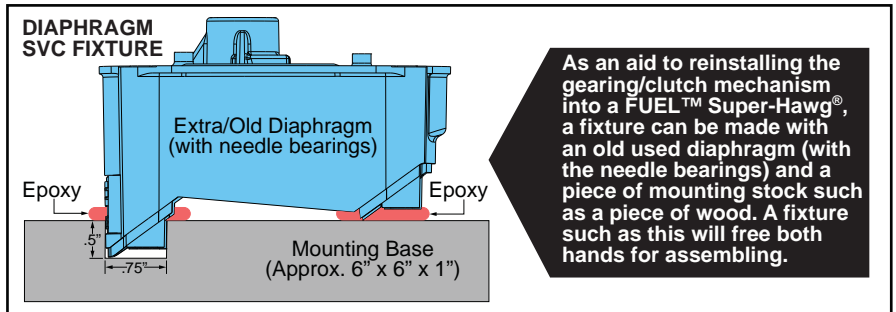 DIAPHRAGM
SVC FIXTURE
Extra/Old Diaphragm
(with needle bearings)
Epoxy
Epoxy
.5”
.75”
Mounting Base
(Approx. 6” x 6” x 1”)
As an aid to reinstalling the
gearing/clutch mechanism
into a FUEL™ Super-Hawg®,
a fixture can be made with
an old used diaphragm (with
the needle bearings) and a
piece of mounting stock such
as a piece of wood. A fixture
such as this will free both
hands for assembling.